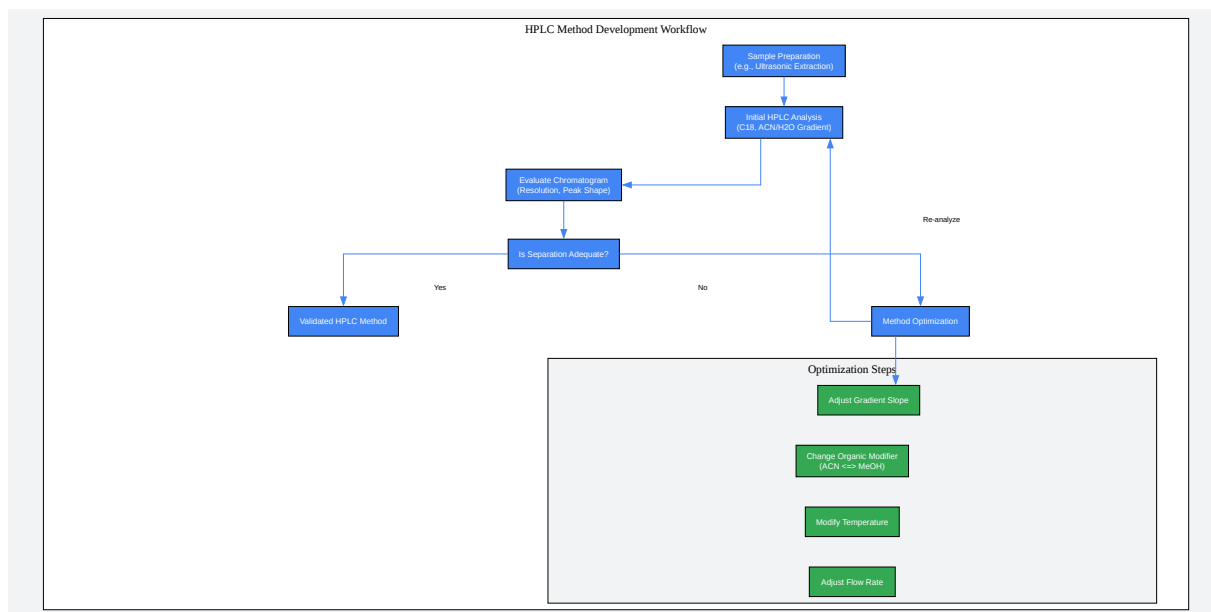 HPLC Method Development Workflow
Sample Preparation
(e.g., Ultrasonic Extraction)
Initial HPLC Analysis
(C18, ACN/H2O Gradient)
Evaluate Chromatogram
(Resolution, Peak Shape)
Re-analyze
Is Separation Adequate?
Yes
No
Validated HPLC Method
Method Optimization
Optimization Steps
Adjust Gradient Slope
Change Organic Modifier
(ACN <=> MeOH)
Modify Temperature
Adjust Flow Rate